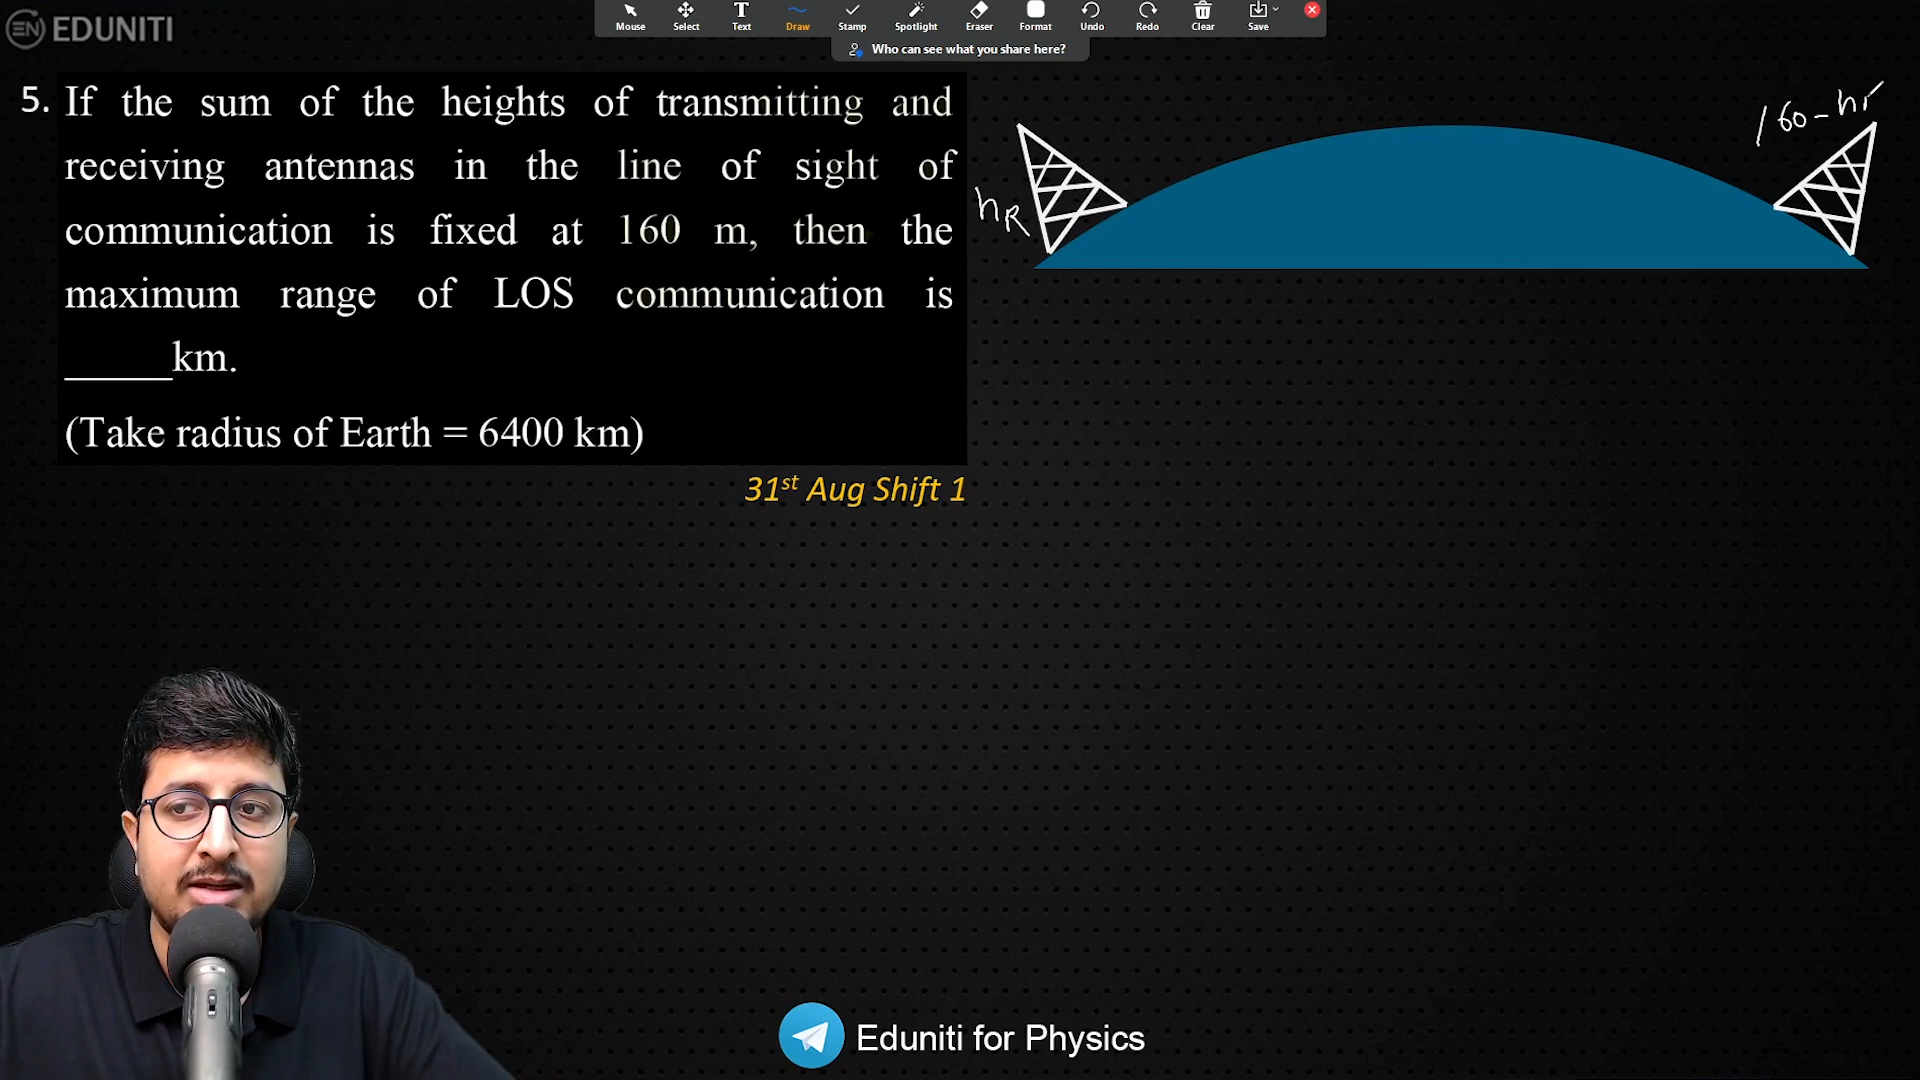 EN EDUNITI
Mouse Select Text Draw Stamp Spotlight Eraser Format Undo Redo Clear Save
Who can see what you share here?
5. If the sum of the heights of transmitting and
receiving antennas in the line of sight of
communication is fixed at 160 m, then the
maximum range of LOS communication is
_____km.
(Take radius of Earth = 6400 km)
31st Aug Shift 1
hR
160-hr
Eduniti for Physics